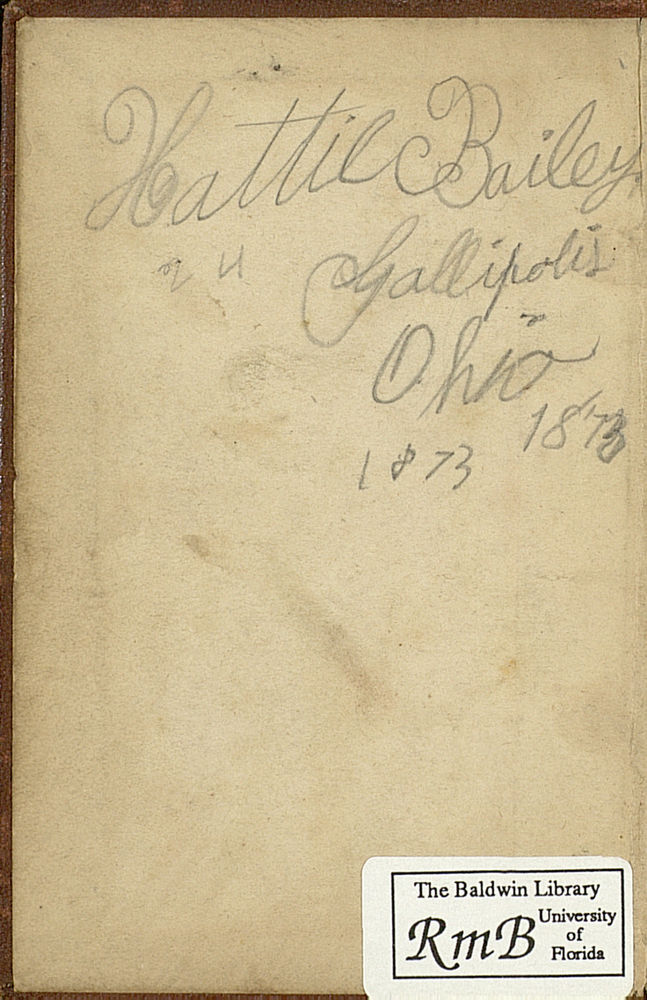 Hattie Bailey
Gallipolis
Ohio
1873
1873
The Baldwin Library
RmB University
of
Florida